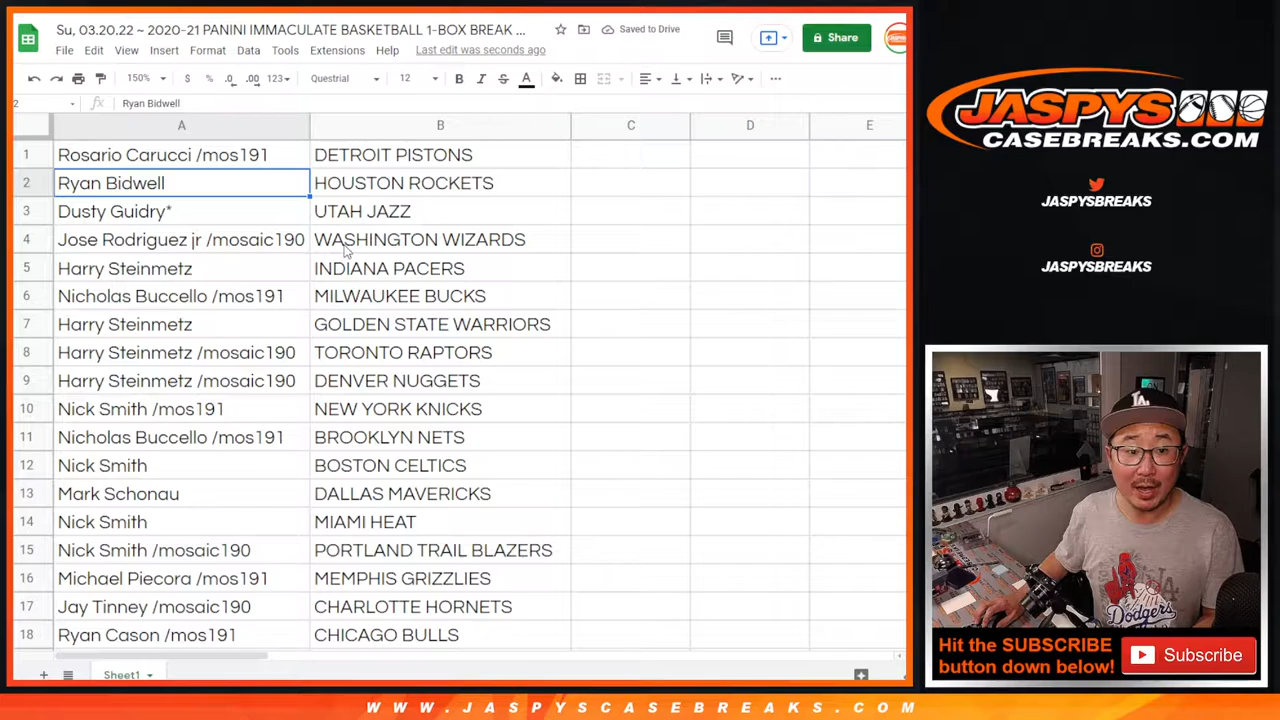 Su, 03.20.22 ~ 2020-21 PANINI IMMACULATE BASKETBALL 1-BOX BREAK ...
Saved to Drive
Share
File Edit View Insert Format Data Tools Extensions Help Last edit was seconds ago
150% $ % .0 .00 123 Questrial 12 B I S A
2 fx Ryan Bidwell
A B C D E
1 Rosario Carucci /mos191 DETROIT PISTONS
2 Ryan Bidwell HOUSTON ROCKETS
3 Dusty Guidry* UTAH JAZZ
4 Jose Rodriguez jr /mosaic190 WASHINGTON WIZARDS
5 Harry Steinmetz INDIANA PACERS
6 Nicholas Buccello /mos191 MILWAUKEE BUCKS
7 Harry Steinmetz GOLDEN STATE WARRIORS
8 Harry Steinmetz /mosaic190 TORONTO RAPTORS
9 Harry Steinmetz /mosaic190 DENVER NUGGETS
10 Nick Smith /mos191 NEW YORK KNICKS
11 Nicholas Buccello /mos191 BROOKLYN NETS
12 Nick Smith BOSTON CELTICS
13 Mark Schonau DALLAS MAVERICKS
14 Nick Smith MIAMI HEAT
15 Nick Smith /mosaic190 PORTLAND TRAIL BLAZERS
16 Michael Piecora /mos191 MEMPHIS GRIZZLIES
17 Jay Tinney /mosaic190 CHARLOTTE HORNETS
18 Ryan Cason /mos191 CHICAGO BULLS
Sheet1
JASPYS
CASEBREAKS.COM
JASPYSBREAKS
JASPYSBREAKS
LA
Dodgers
Hit the SUBSCRIBE
button down below!
Subscribe
WWW.JASPYSCASEBREAKS.COM